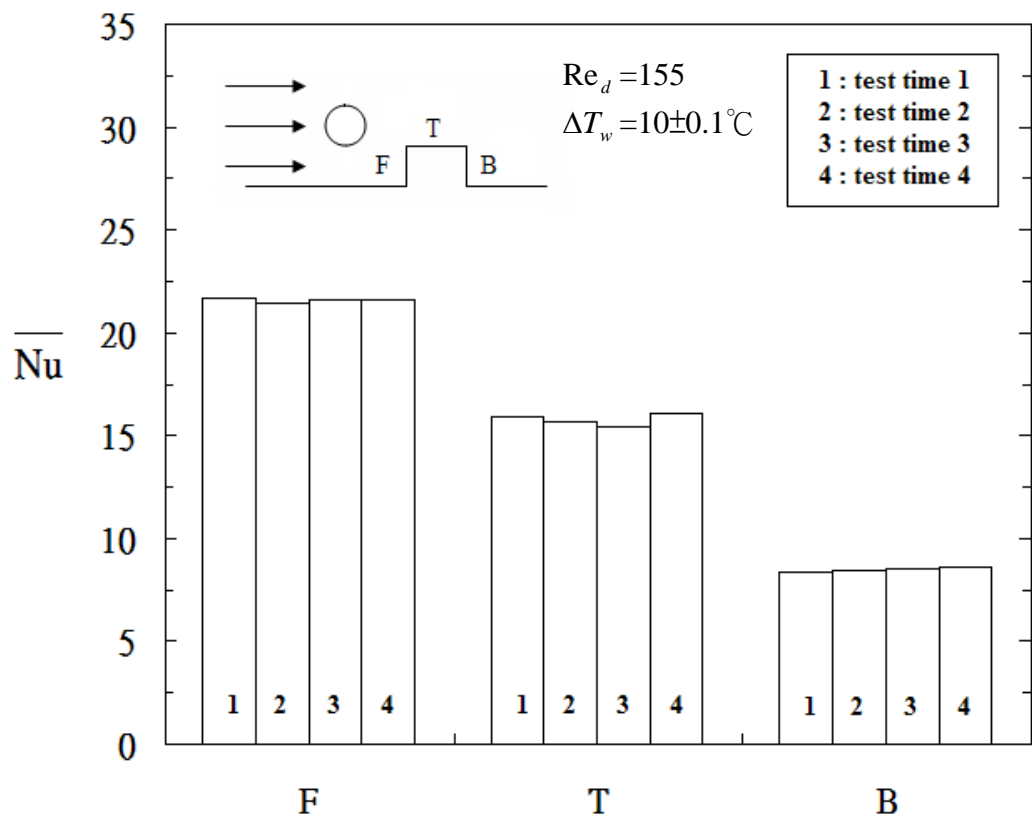 35
30
25
20
15
10
5
0
N̅u̅
Re_d =155
ΔT_w =10±0.1℃
T
F
B
1 : test time 1
2 : test time 2
3 : test time 3
4 : test time 4
1 2 3 4
1 2 3 4
1 2 3 4
F T B